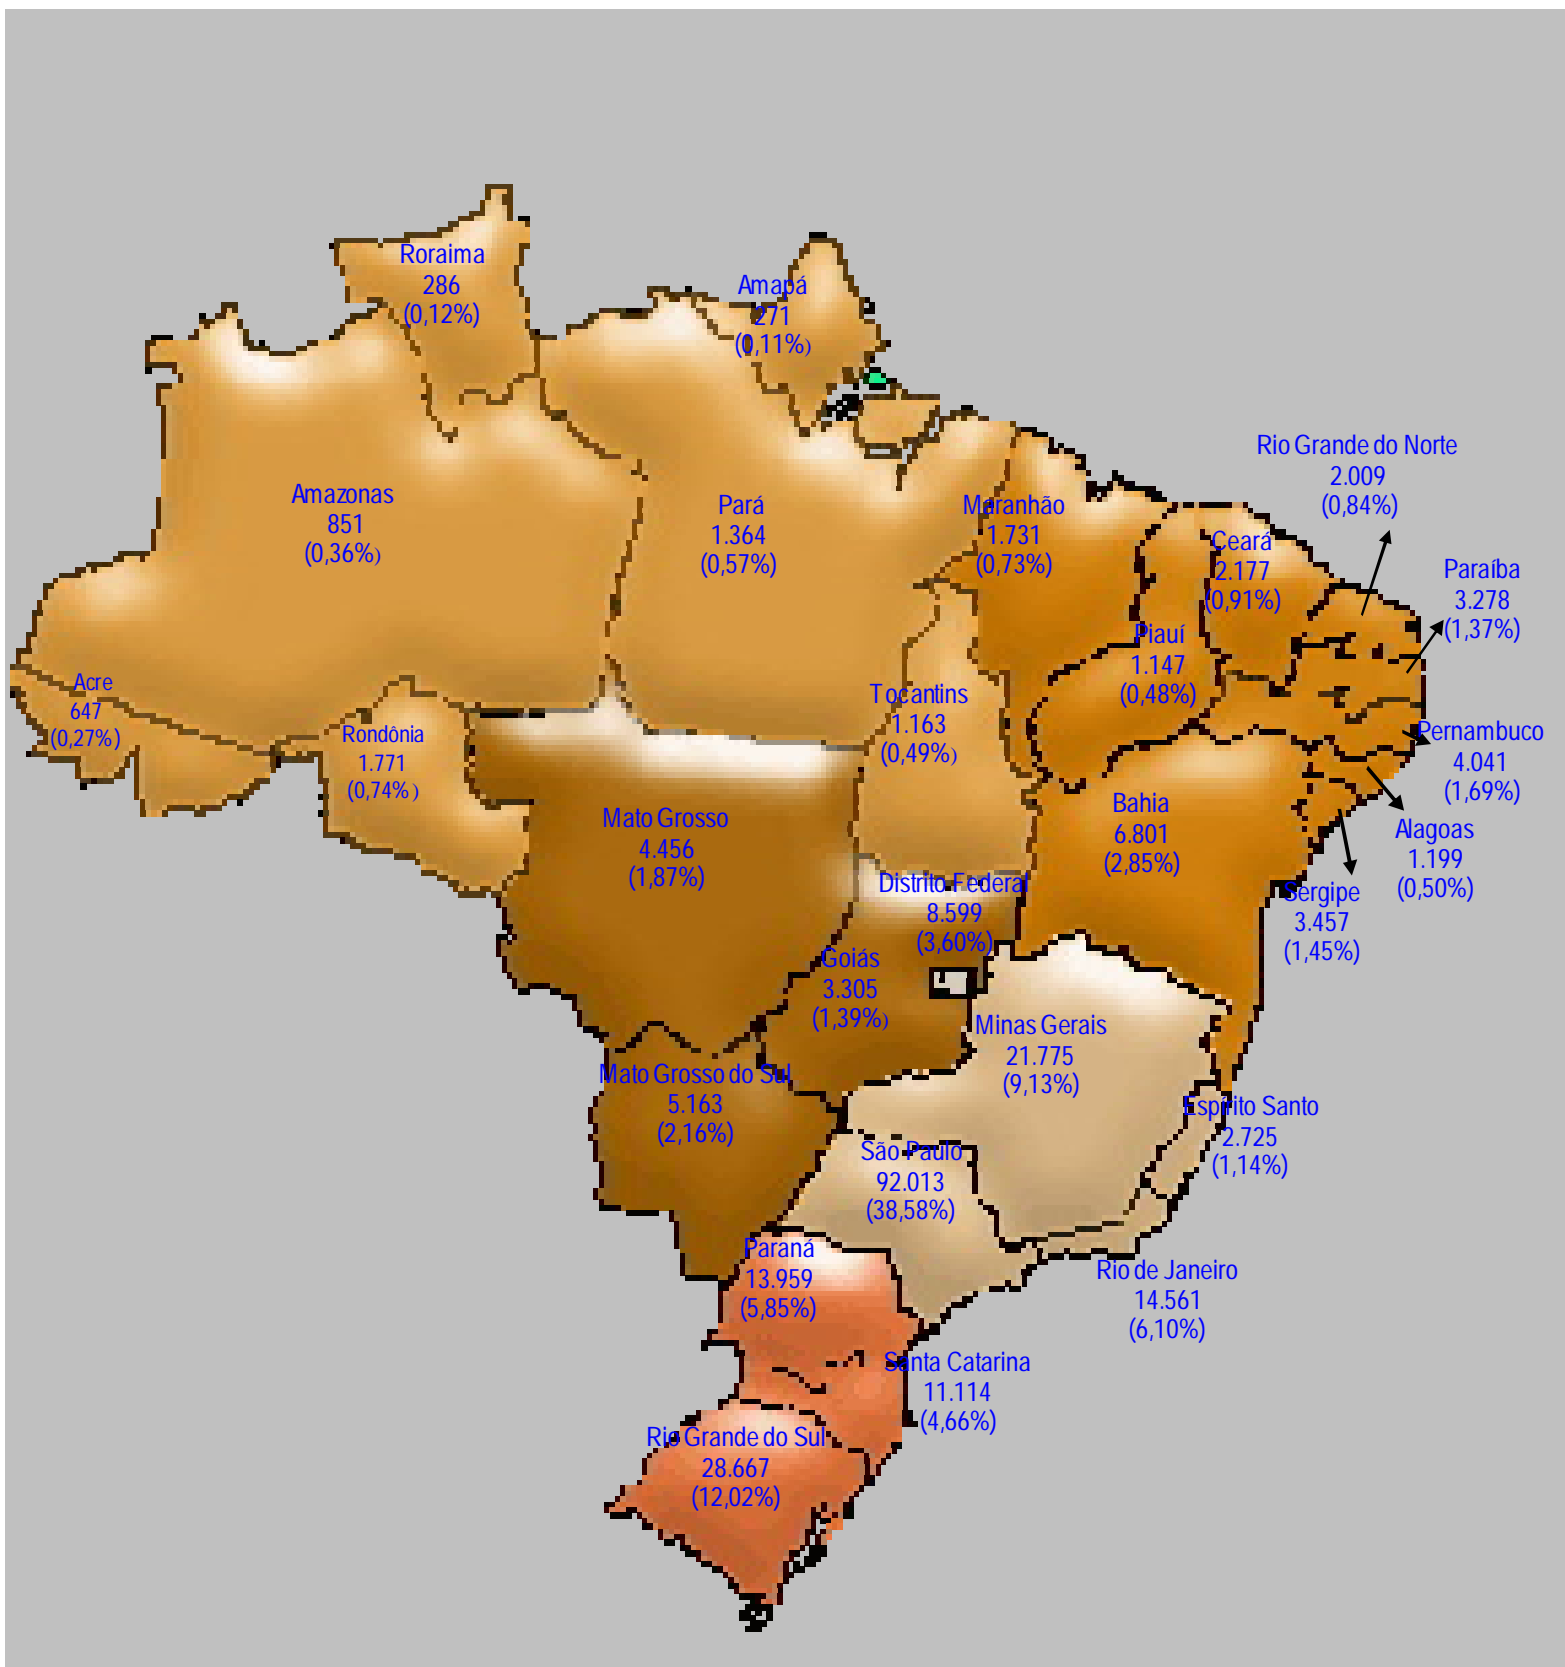 Roraima
286
(0,12%)
Amapá
271
(0,11%)
Rio Grande do Norte
2.009
(0,84%)
Amazonas
851
(0,36%)
Pará
1.364
(0,57%)
Maranhão
1.731
(0,73%)
Ceará
2.177
(0,91%)
Paraíba
3.278
(1,37%)
Piauí
1.147
(0,48%)
Acre
647
(0,27%)
Rondônia
1.771
(0,74%)
Tocantins
1.163
(0,49%)
Pernambuco
4.041
(1,69%)
Mato Grosso
4.456
(1,87%)
Bahia
6.801
(2,85%)
Alagoas
1.199
(0,50%)
Distrito Federal
8.599
(3,60%)
Sergipe
3.457
(1,45%)
Goiás
3.305
(1,39%)
Minas Gerais
21.775
(9,13%)
Mato Grosso do Sul
5.163
(2,16%)
Espírito Santo
2.725
(1,14%)
São Paulo
92.013
(38,58%)
Paraná
13.959
(5,85%)
Rio de Janeiro
14.561
(6,10%)
Santa Catarina
11.114
(4,66%)
Rio Grande do Sul
28.667
(12,02%)